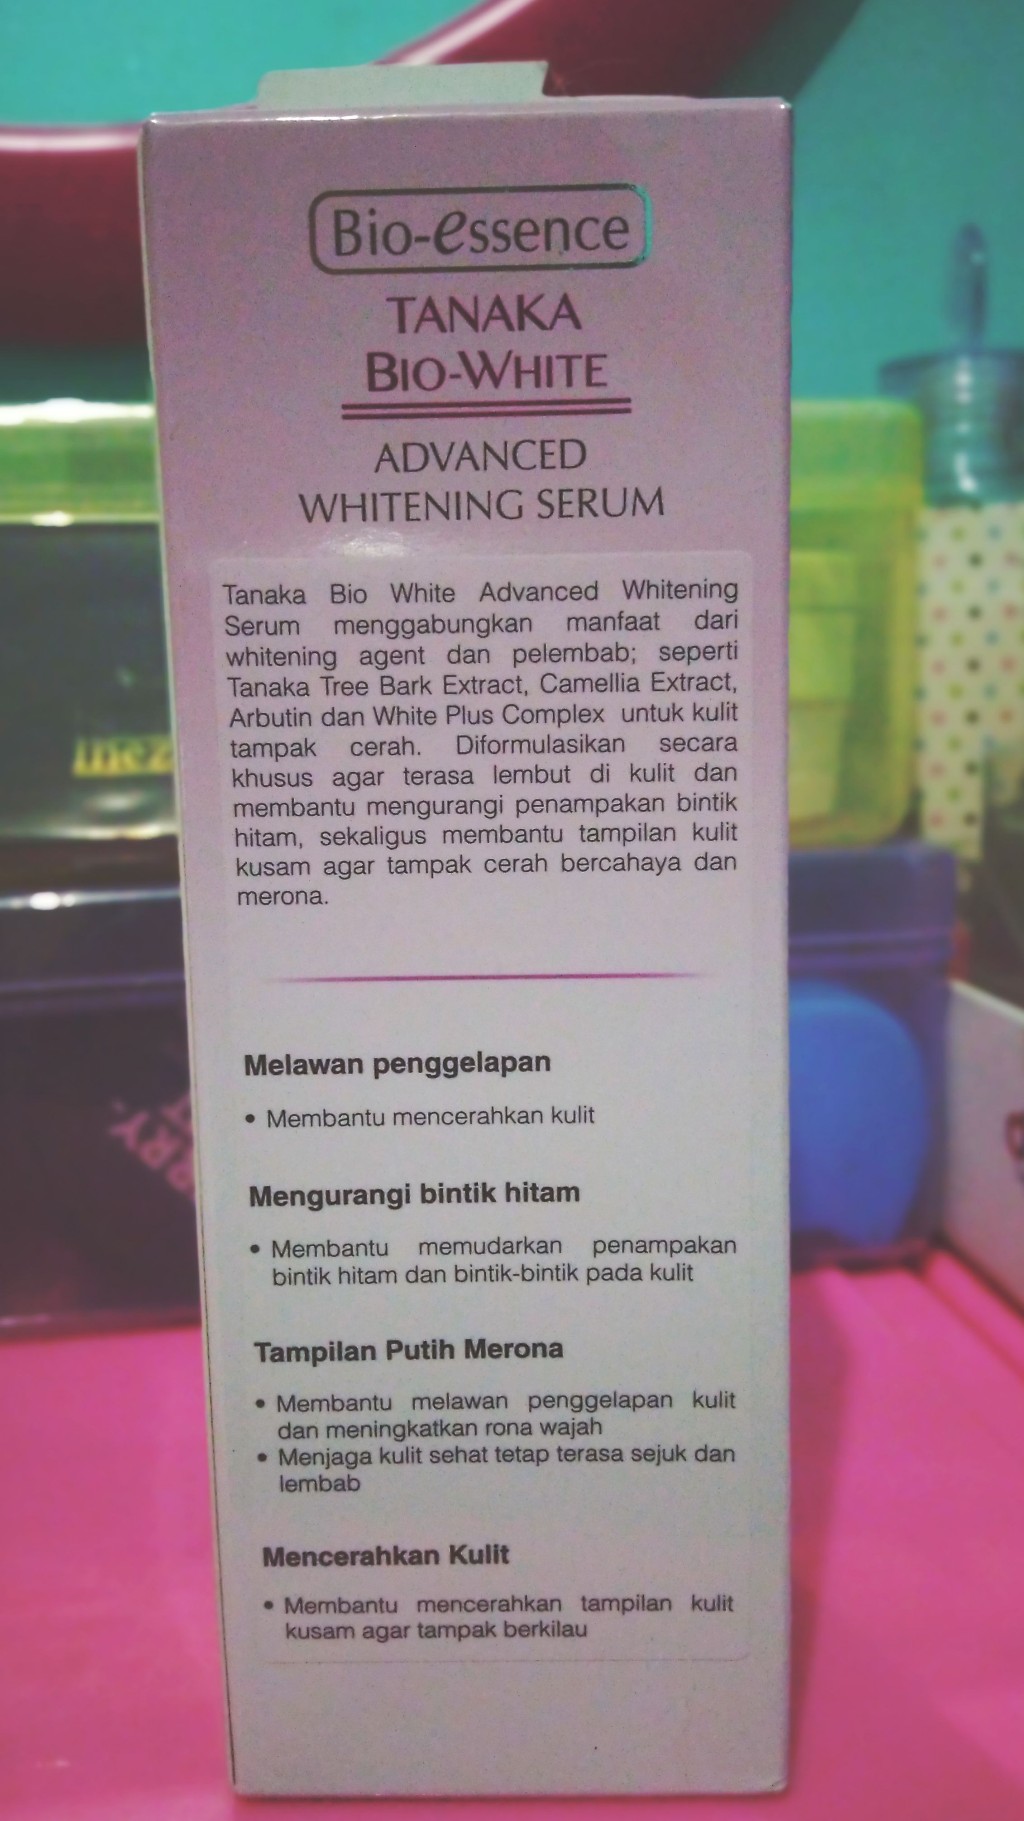 Bio-essence
TANAKA
BIO-WHITE
ADVANCED
WHITENING SERUM
Tanaka Bio White Advanced Whitening
Serum menggabungkan manfaat dari
whitening agent dan pelembab; seperti
Tanaka Tree Bark Extract, Camellia Extract,
Arbutin dan White Plus Complex untuk kulit
tampak cerah. Diformulasikan secara
khusus agar terasa lembut di kulit dan
membantu mengurangi penampakan bintik
hitam, sekaligus membantu tampilan kulit
kusam agar tampak cerah bercahaya dan
merona.
Melawan penggelapan
• Membantu mencerahkan kulit
Mengurangi bintik hitam
• Membantu memudarkan penampakan
bintik hitam dan bintik-bintik pada kulit
Tampilan Putih Merona
• Membantu melawan penggelapan kulit
dan meningkatkan rona wajah
• Menjaga kulit sehat tetap terasa sejuk dan
lembab
Mencerahkan Kulit
• Membantu mencerahkan tampilan kulit
kusam agar tampak berkilau
inez